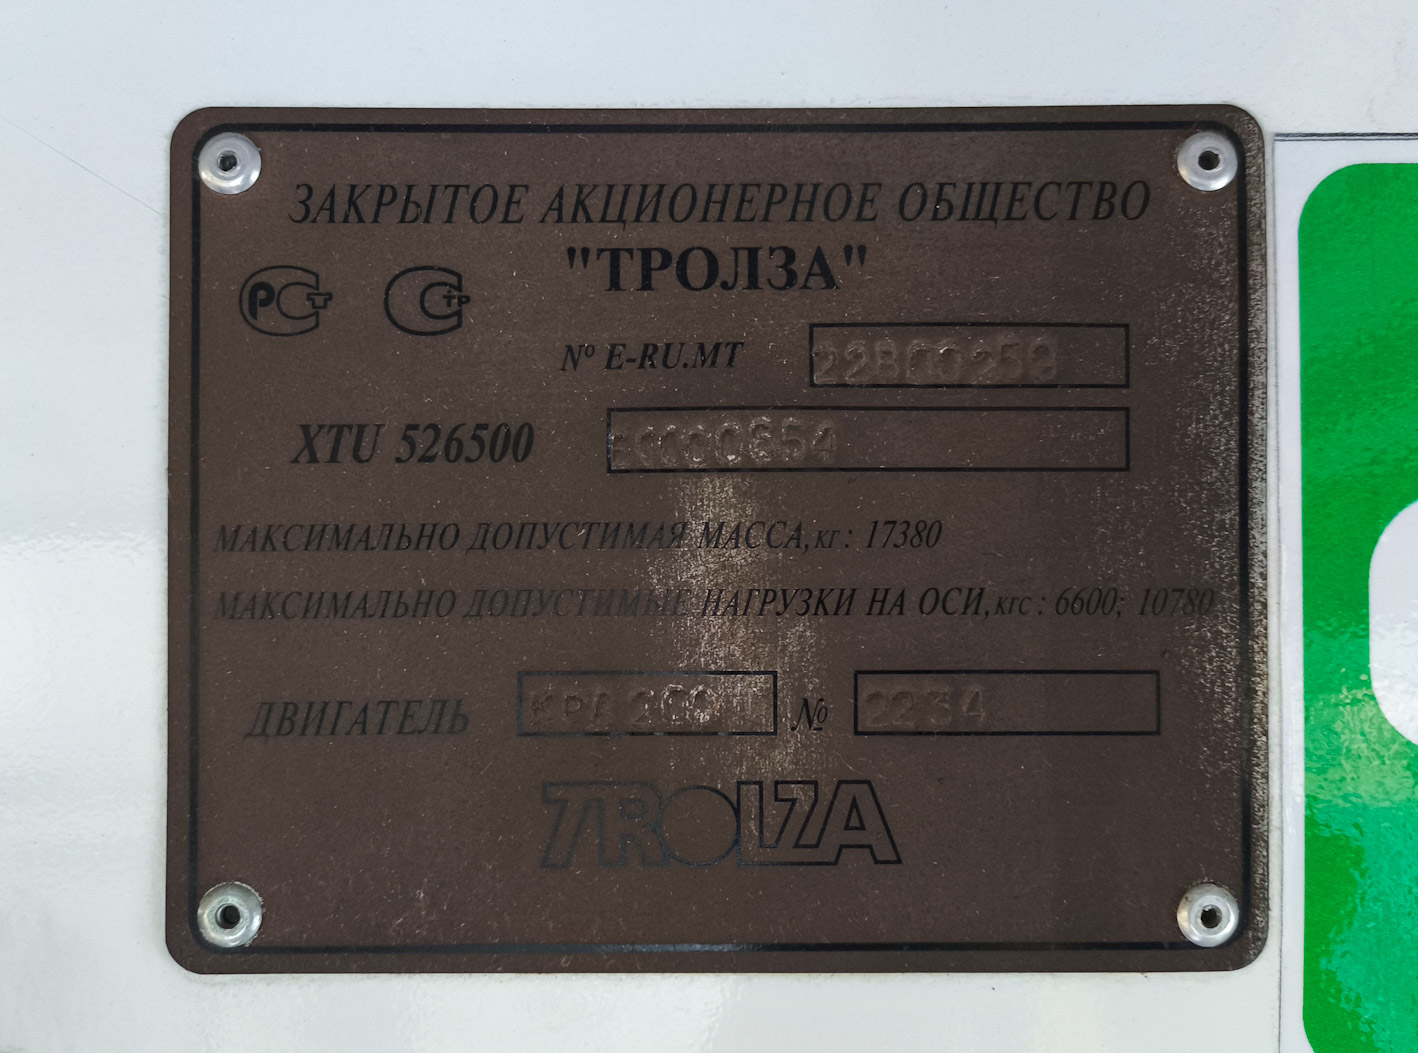 ЗАКРЫТОЕ АКЦИОНЕРНОЕ ОБЩЕСТВО
"ТРОЛЗА"
№ E-RU.MT
XTU 526500
МАКСИМАЛЬНО ДОПУСТИМАЯ МАССА, кг : 17380
МАКСИМАЛЬНО ДОПУСТИМЫЕ НАГРУЗКИ НА ОСИ, кгс : 6600; 10780
ДВИГАТЕЛЬ № 2234
TROLZA